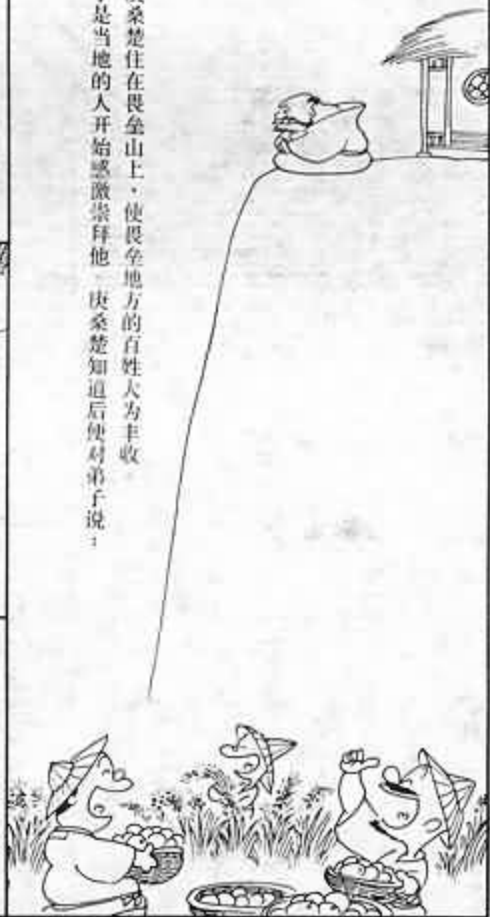 桑楚住在畏垒山上，使畏垒地方的百姓大为丰收。
是当地的人开始感激崇拜他。庚桑楚知道后便对弟子说：